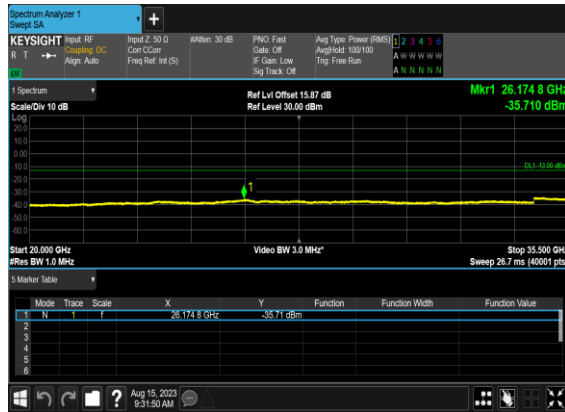 Spectrum Analyzer 1
Swept SA
+
KEYSIGHT Input: RF Input Z: 50 Ω #Atten: 30 dB PNO: Fast Avg Type: Power (RMS) 1 2 3 4 5 6
R T Coupling: DC Corr CCorr Gate: Off Avg|Hold: 100/100 A W W W W W
Align: Auto Freq Ref: Int (S) IF Gain: Low Trig: Free Run
LW Sig Track: Off A N N N N N
1 Spectrum Ref Lvl Offset 15.87 dB Mkr1 26.174 8 GHz
Scale/Div 10 dB Ref Level 30.00 dBm -35.710 dBm
Log
20.0
10.0
0.00
-10.0 DL1 -13.00 dBm
-20.0
-30.0 1
-40.0
-50.0
-60.0
Start 20.000 GHz Video BW 3.0 MHz* Stop 35.500 GHz
#Res BW 1.0 MHz Sweep 26.7 ms (40001 pts)
5 Marker Table
Mode Trace Scale X Y Function Function Width Function Value
1 N 1 f 26.174 8 GHz -35.71 dBm
2
3
4
5
6
? Aug 15, 2023
9:31:50 AM